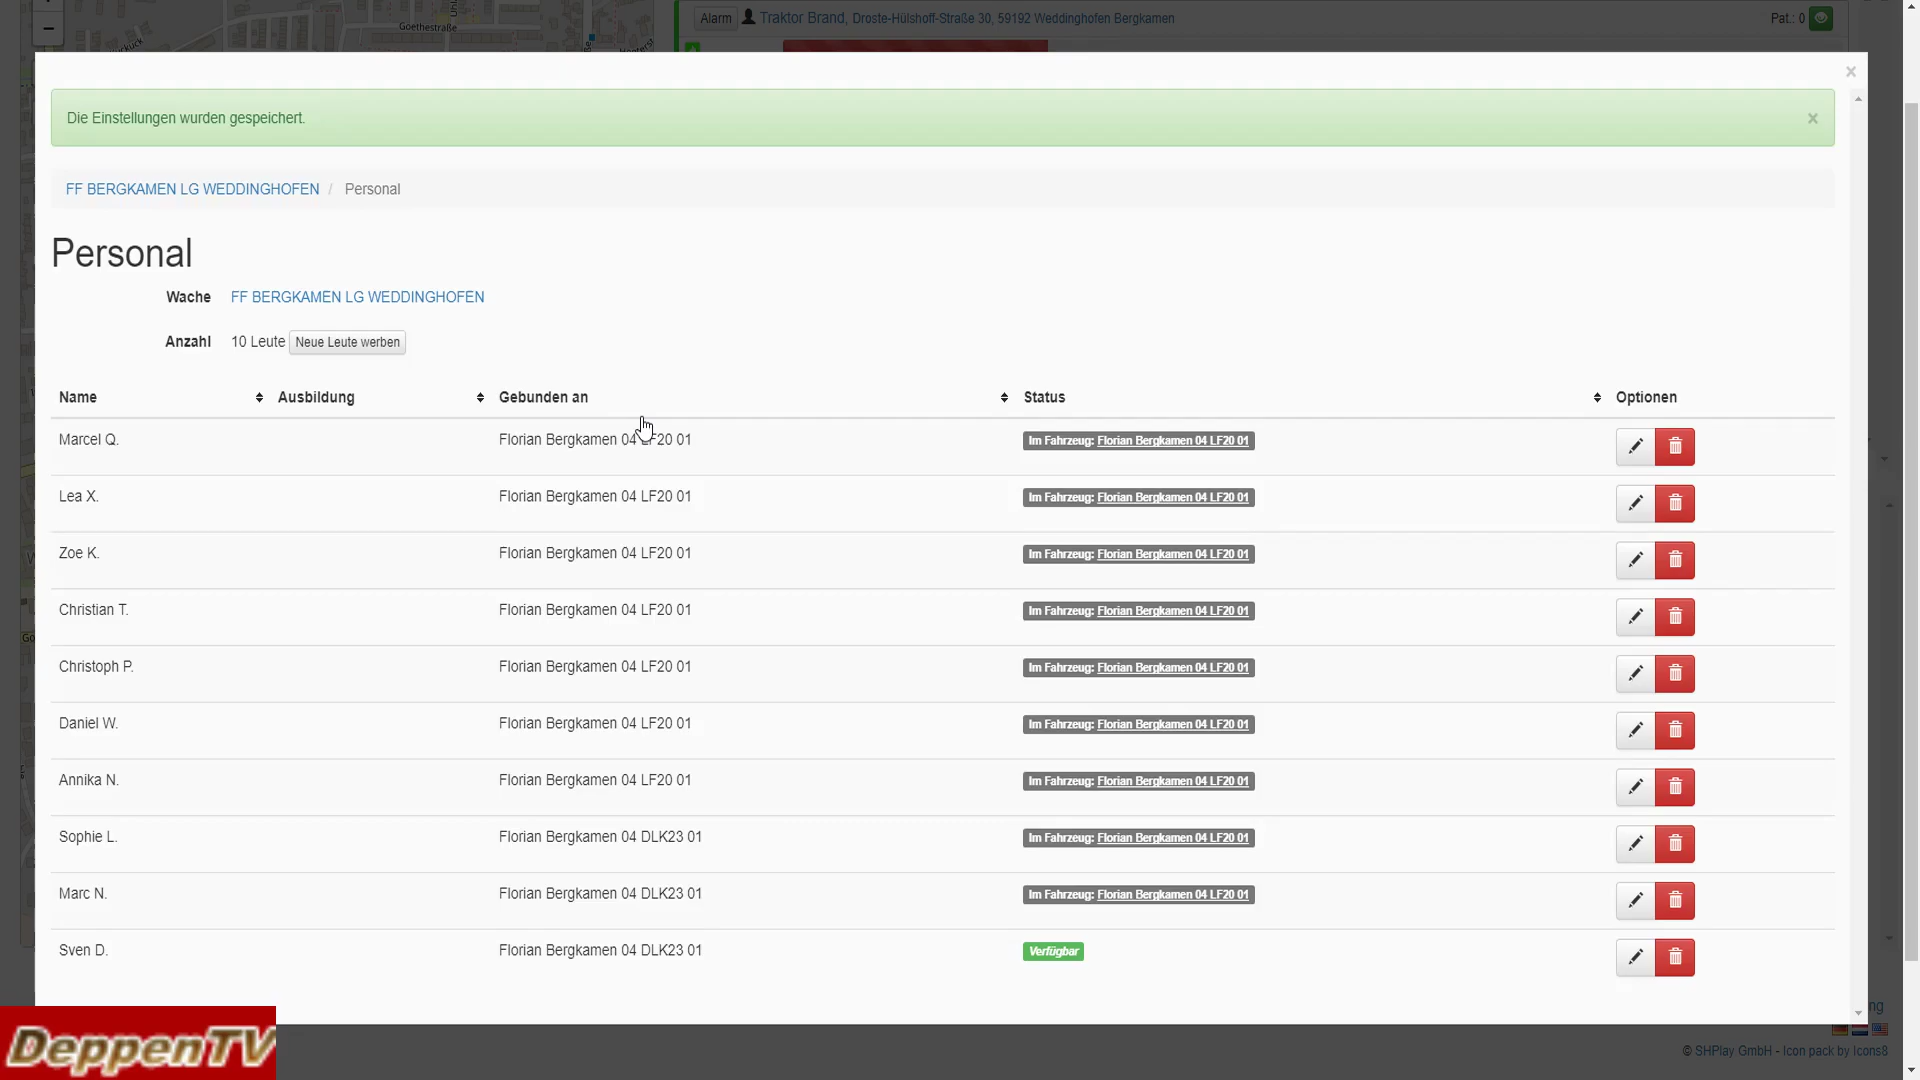 Goethestraße
Alarm Traktor Brand, Droste-Hülshoff-Straße 30, 59192 Weddinghofen Bergkamen Pat.: 0
×
Die Einstellungen wurden gespeichert. ×
FF BERGKAMEN LG WEDDINGHOFEN / Personal
Personal
Wache FF BERGKAMEN LG WEDDINGHOFEN
Anzahl 10 Leute Neue Leute werben
Name Ausbildung Gebunden an Status Optionen
Marcel Q. Florian Bergkamen 04 LF20 01 Im Fahrzeug: Florian Bergkamen 04 LF20 01
Lea X. Florian Bergkamen 04 LF20 01 Im Fahrzeug: Florian Bergkamen 04 LF20 01
Zoe K. Florian Bergkamen 04 LF20 01 Im Fahrzeug: Florian Bergkamen 04 LF20 01
Christian T. Florian Bergkamen 04 LF20 01 Im Fahrzeug: Florian Bergkamen 04 LF20 01
Christoph P. Florian Bergkamen 04 LF20 01 Im Fahrzeug: Florian Bergkamen 04 LF20 01
Daniel W. Florian Bergkamen 04 LF20 01 Im Fahrzeug: Florian Bergkamen 04 LF20 01
Annika N. Florian Bergkamen 04 LF20 01 Im Fahrzeug: Florian Bergkamen 04 LF20 01
Sophie L. Florian Bergkamen 04 DLK23 01 Im Fahrzeug: Florian Bergkamen 04 LF20 01
Marc N. Florian Bergkamen 04 DLK23 01 Im Fahrzeug: Florian Bergkamen 04 LF20 01
Sven D. Florian Bergkamen 04 DLK23 01 Verfügbar
ng
DeppenTV
© SHPlay GmbH - Icon pack by Icons8